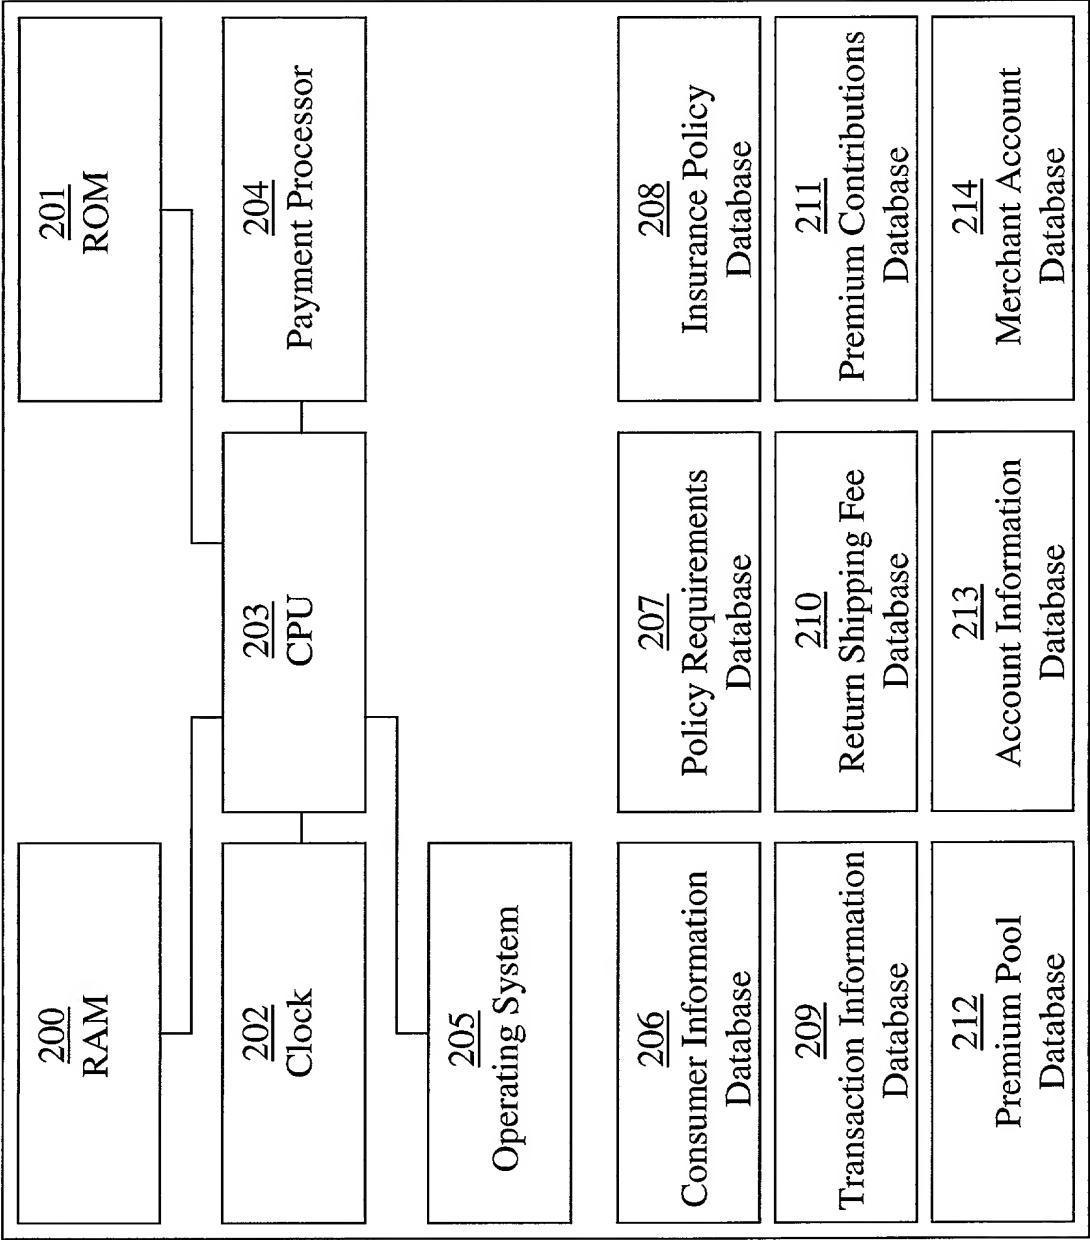 200
RAM
201
ROM
202
Clock
203
CPU
204
Payment Processor
205
Operating System
206
Consumer Information
Database
207
Policy Requirements
Database
208
Insurance Policy
Database
209
Transaction Information
Database
210
Return Shipping Fee
Database
211
Premium Contributions
Database
212
Premium Pool
Database
213
Account Information
Database
214
Merchant Account
Database